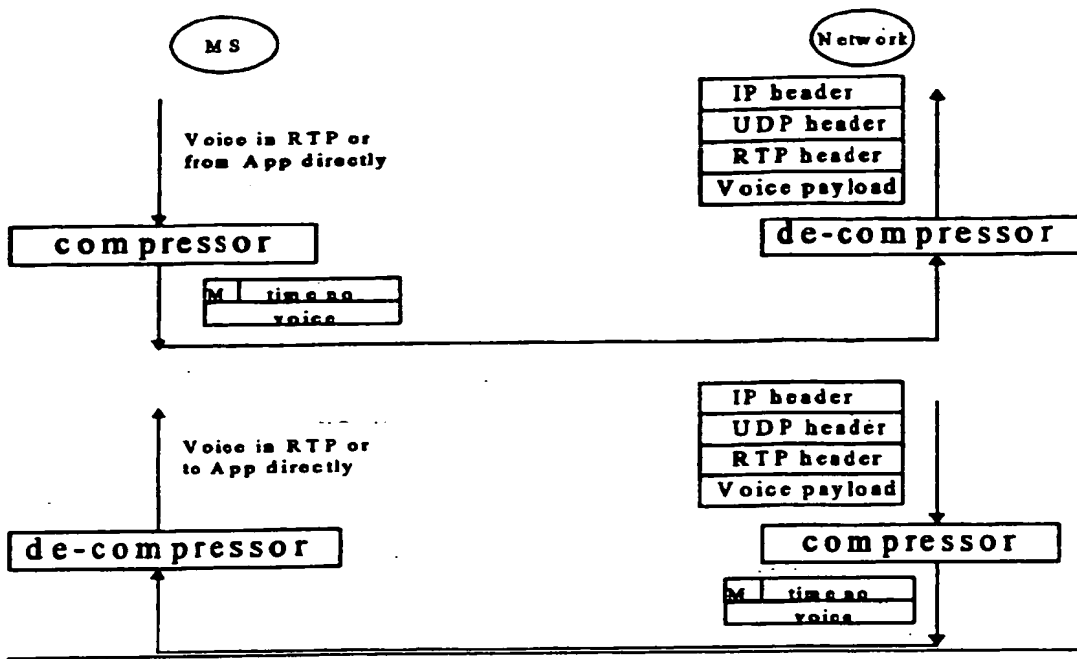 MS
Network
IP header
UDP header
RTP header
Voice payload
Voice in RTP or
from App directly
compressor
de-compressor
M time no
voice
IP header
UDP header
RTP header
Voice payload
Voice in RTP or
to App directly
de-compressor
compressor
M time no
voice